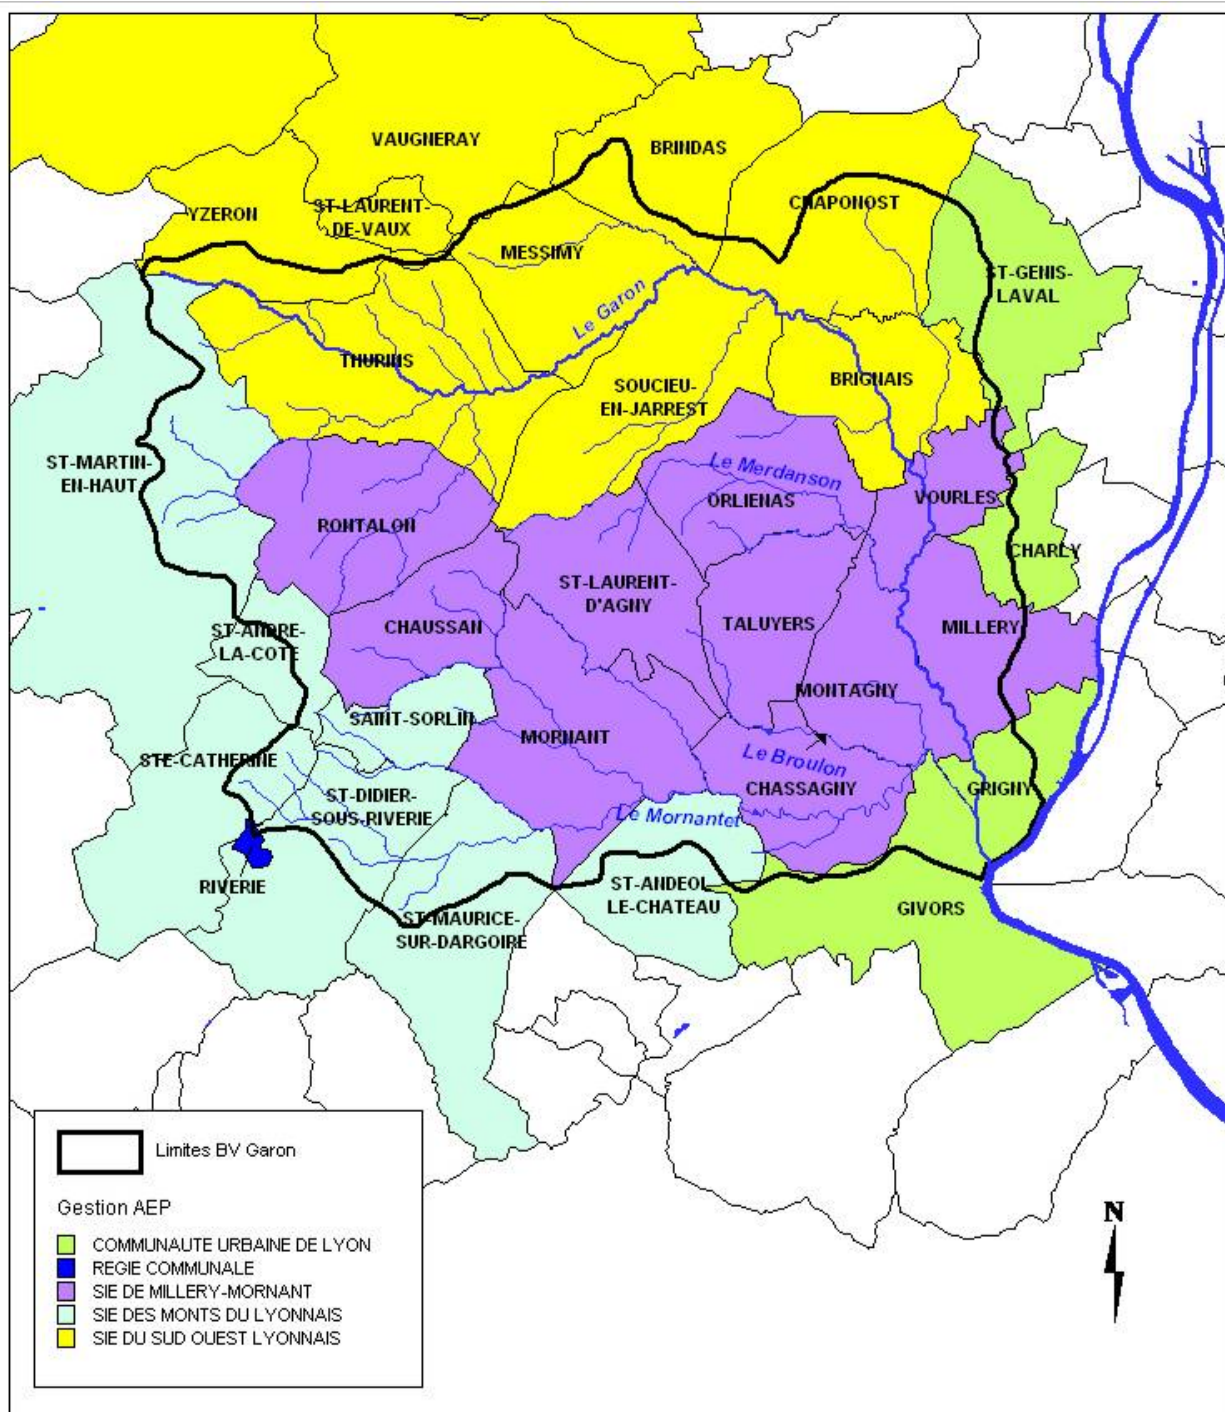 VAUGNERAY
BRINDAS
YZERON
ST-LAURENT-
DE-VAUX
CHAPONOST
MESSIMY
ST-GENIS-
LAVAL
Le Garon
THURINS
SOUCIEU-
EN-JARREST
BRIGNAIS
ST-MARTIN-
EN-HAUT
Le Merdanson
ORLIENAS
VOURLES
RONTALON
CHARLY
ST-LAURENT-
D'AGNY
CHAUSSAN
TALUYERS
MILLERY
ST-ANDRE-
LA-COTE
MONTAGNY
SAINT-SORLIN
MORNANT
STE-CATHERINE
Le Broulon
CHASSAGNY
GRIGNY
ST-DIDIER-
SOUS-RIVERIE
Le Mornantet
RIVERIE
ST-ANDEOL
LE-CHATEAU
GIVORS
ST-MAURICE-
SUR-DARGOIRE
Limites BV Garon
Gestion AEP
COMMUNAUTE URBAINE DE LYON
REGIE COMMUNALE
SIE DE MILLERY-MORNANT
SIE DES MONTS DU LYONNAIS
SIE DU SUD OUEST LYONNAIS
N